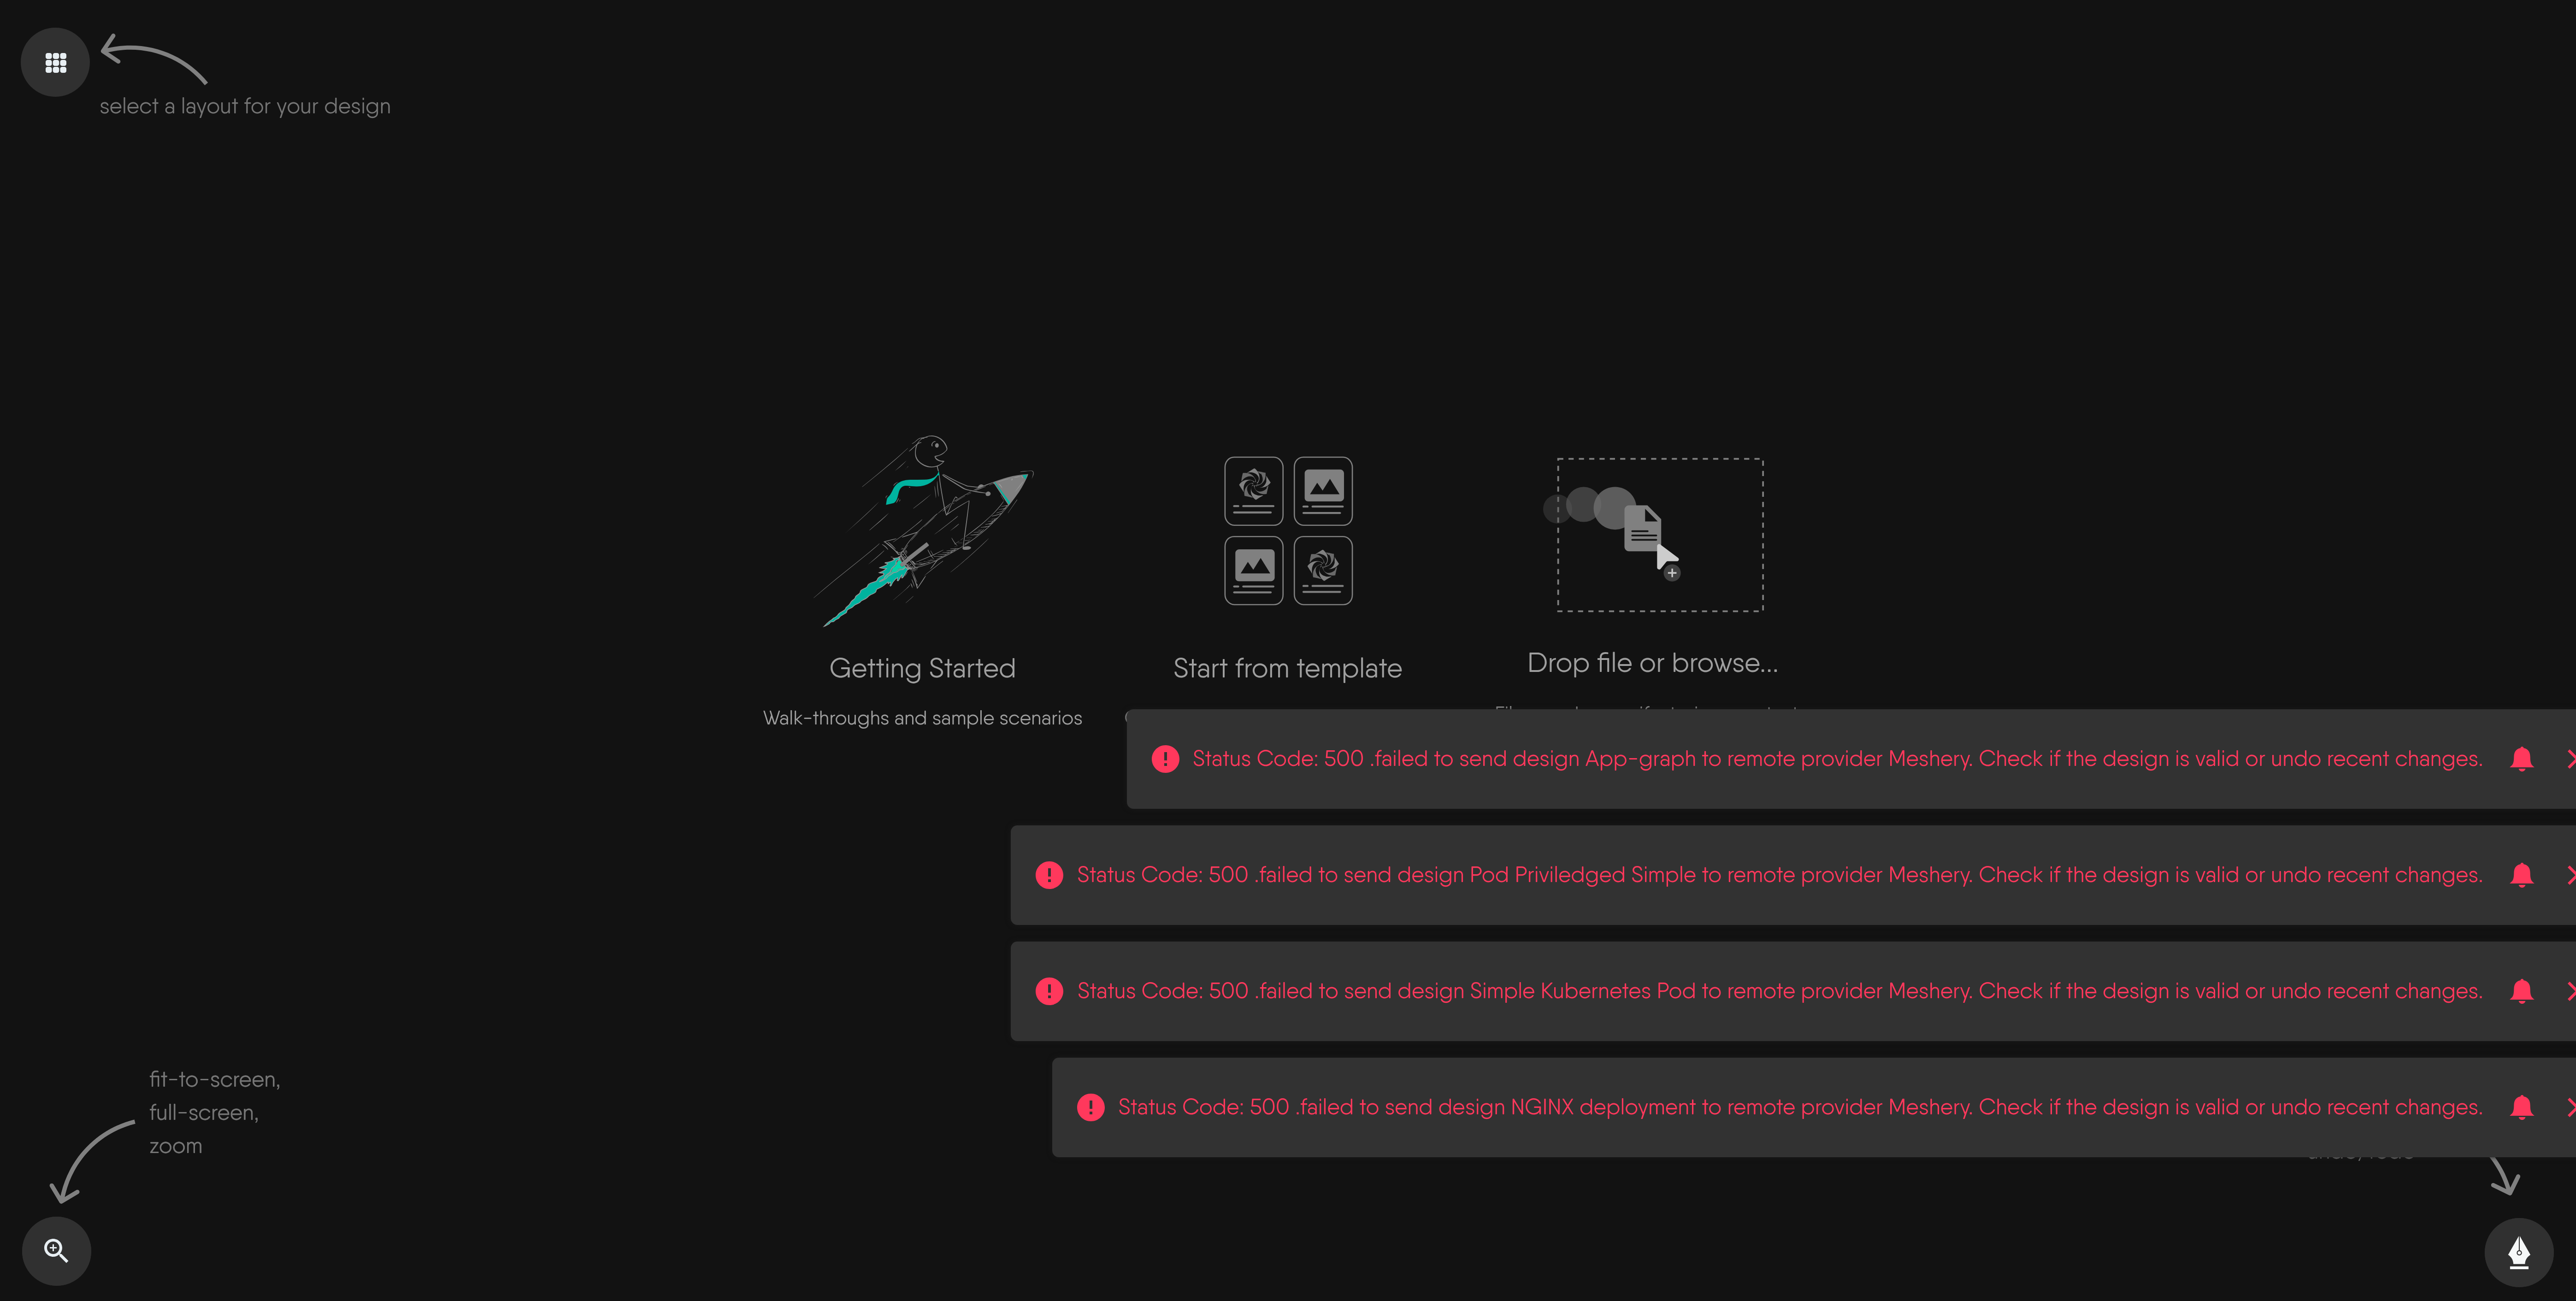 select a layout for your design
Getting Started
Start from template
Drop file or browse...
Walk-throughs and sample scenarios
Status Code: 500 .failed to send design App-graph to remote provider Meshery. Check if the design is valid or undo recent changes.
Status Code: 500 .failed to send design Pod Priviledged Simple to remote provider Meshery. Check if the design is valid or undo recent changes.
Status Code: 500 .failed to send design Simple Kubernetes Pod to remote provider Meshery. Check if the design is valid or undo recent changes.
Status Code: 500 .failed to send design NGINX deployment to remote provider Meshery. Check if the design is valid or undo recent changes.
fit-to-screen,
full-screen,
zoom